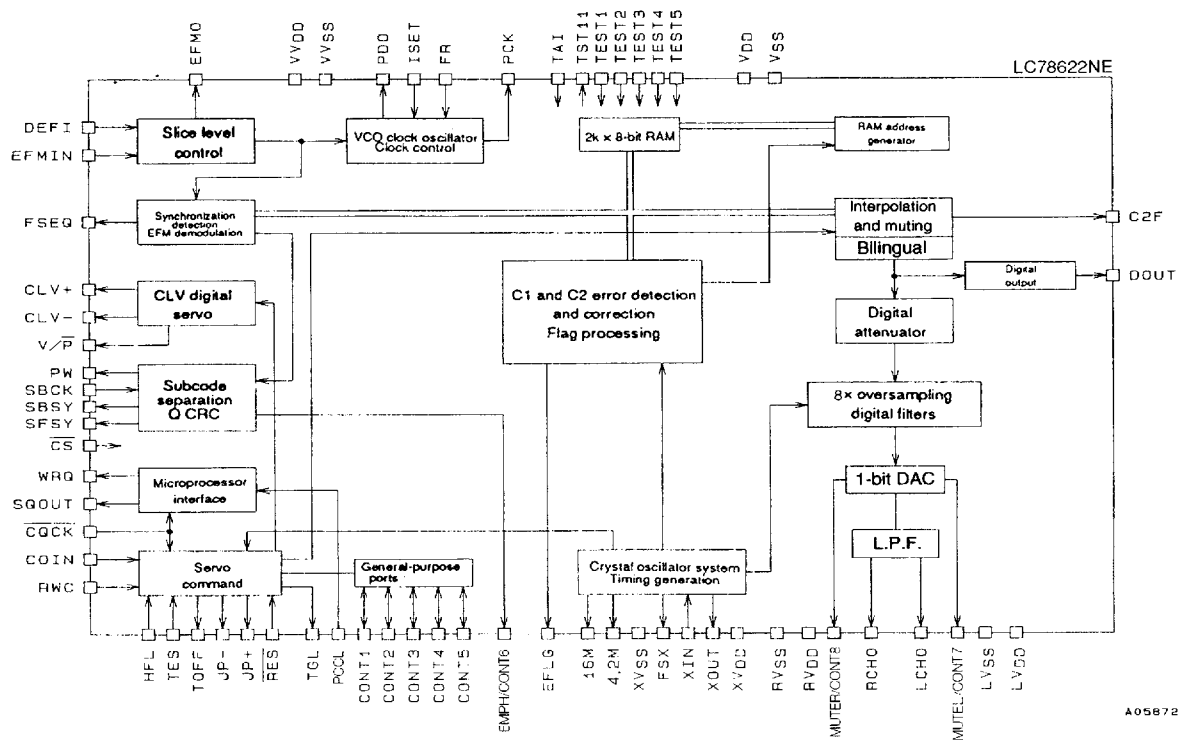 EFMO
VVDD
VVSS
PDO
ISET
FR
PCK
TAI
TST11
TEST1
TEST2
TEST3
TEST4
TEST5
VDD
VSS
LC78622NE
DEFI
EFMIN
Slice level
control
VCO clock oscillator
Clock control
2k × 8-bit RAM
RAM address
generator
FSEQ
Synchronization
detection
EFM demodulation
Interpolation
and muting
Bilingual
C2F
CLV+
CLV-
V/P
CLV digital
servo
C1 and C2 error detection
and correction
Flag processing
Digital
output
DOUT
Digital
attenuator
PW
SBCK
SBSY
SFSY
CS
Subcode
separation
Q CRC
8× oversampling
digital filters
WRQ
SQOUT
CQCK
COIN
RWC
Microprocessor
interface
1-bit DAC
L.P.F.
Servo
command
General-purpose
ports
Crystal oscillator system
Timing generation
HFL
TES
TOFF
JP-
JP+
RES
TGL
PCCL
CONT1
CONT2
CONT3
CONT4
CONT5
EMPH/CONT6
EFLG
16M
4.2M
XVSS
FSX
XIN
XOUT
XVDD
RVSS
RVDD
MUTER/CONT8
RCHO
LCHO
MUTEL/CONT7
LVSS
LVDD
A05872